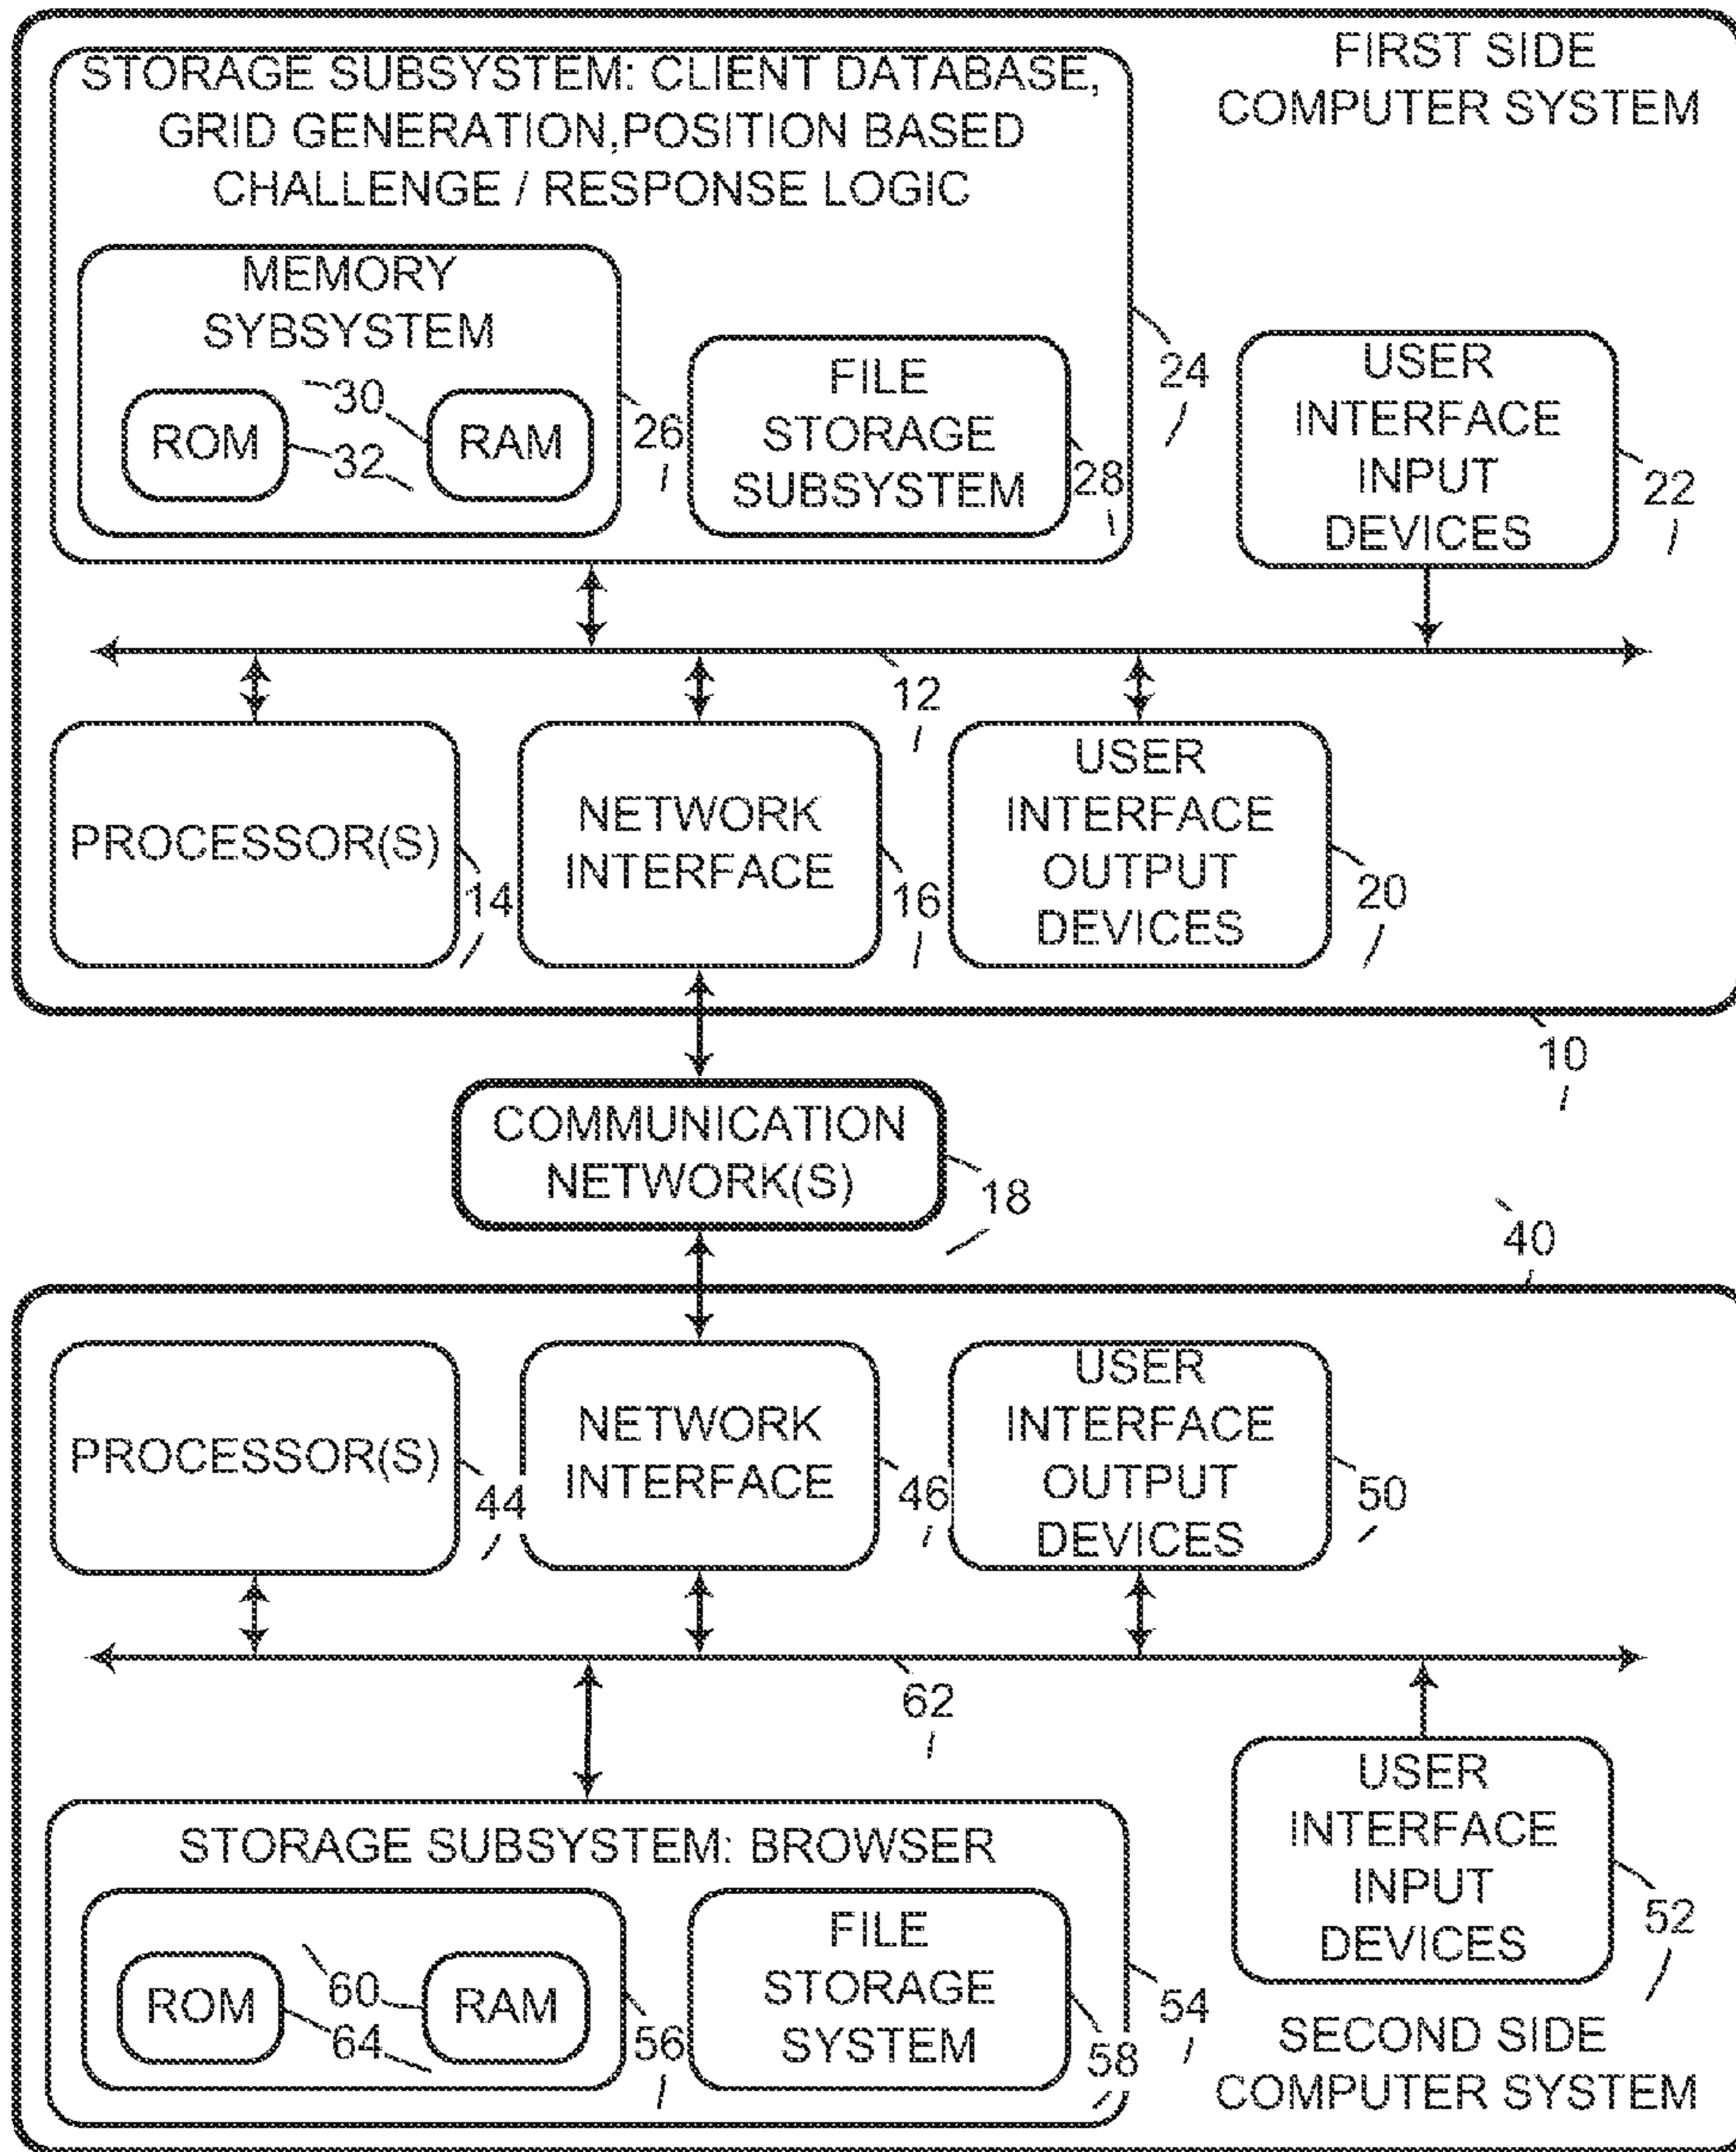 FIRST SIDE
COMPUTER SYSTEM
STORAGE SUBSYSTEM: CLIENT DATABASE,
GRID GENERATION,POSITION BASED
CHALLENGE / RESPONSE LOGIC
MEMORY
SYBSYSTEM
ROM
30
32
RAM
26
FILE
STORAGE
SUBSYSTEM
28
24
USER
INTERFACE
INPUT
DEVICES
22
12
PROCESSOR(S)
14
NETWORK
INTERFACE
16
USER
INTERFACE
OUTPUT
DEVICES
20
10
COMMUNICATION
NETWORK(S)
18
40
PROCESSOR(S)
44
NETWORK
INTERFACE
46
USER
INTERFACE
OUTPUT
DEVICES
50
62
STORAGE SUBSYSTEM: BROWSER
ROM
60
64
RAM
56
FILE
STORAGE
SYSTEM
58
54
USER
INTERFACE
INPUT
DEVICES
52
SECOND SIDE
COMPUTER SYSTEM